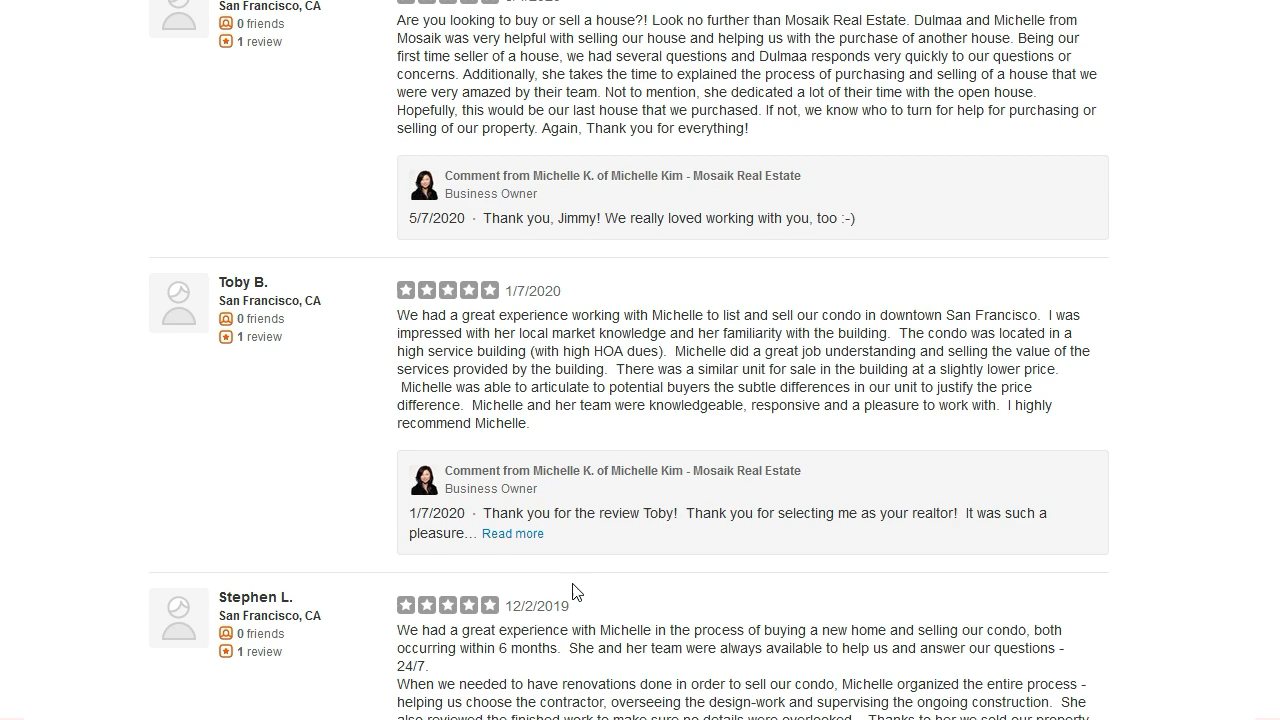 San Francisco, CA
0 friends
1 review
Are you looking to buy or sell a house?! Look no further than Mosaik Real Estate. Dulmaa and Michelle from
Mosaik was very helpful with selling our house and helping us with the purchase of another house. Being our
first time seller of a house, we had several questions and Dulmaa responds very quickly to our questions or
concerns. Additionally, she takes the time to explained the process of purchasing and selling of a house that we
were very amazed by their team. Not to mention, she dedicated a lot of their time with the open house.
Hopefully, this would be our last house that we purchased. If not, we know who to turn for help for purchasing or
selling of our property. Again, Thank you for everything!
Comment from Michelle K. of Michelle Kim - Mosaik Real Estate
Business Owner
5/7/2020 · Thank you, Jimmy! We really loved working with you, too :-)
Toby B.
San Francisco, CA
0 friends
1 review
1/7/2020
We had a great experience working with Michelle to list and sell our condo in downtown San Francisco.  I was
impressed with her local market knowledge and her familiarity with the building.  The condo was located in a
high service building (with high HOA dues).  Michelle did a great job understanding and selling the value of the
services provided by the building.  There was a similar unit for sale in the building at a slightly lower price.
Michelle was able to articulate to potential buyers the subtle differences in our unit to justify the price
difference.  Michelle and her team were knowledgeable, responsive and a pleasure to work with.  I highly
recommend Michelle.
Comment from Michelle K. of Michelle Kim - Mosaik Real Estate
Business Owner
1/7/2020 · Thank you for the review Toby!  Thank you for selecting me as your realtor!  It was such a
pleasure… Read more
Stephen L.
San Francisco, CA
0 friends
1 review
12/2/2019
We had a great experience with Michelle in the process of buying a new home and selling our condo, both
occurring within 6 months.  She and her team were always available to help us and answer our questions -
24/7.
When we needed to have renovations done in order to sell our condo, Michelle organized the entire process -
helping us choose the contractor, overseeing the design-work and supervising the ongoing construction.  She
also reviewed the finished work to make sure no details were overlooked.  Thanks to her we sold our property